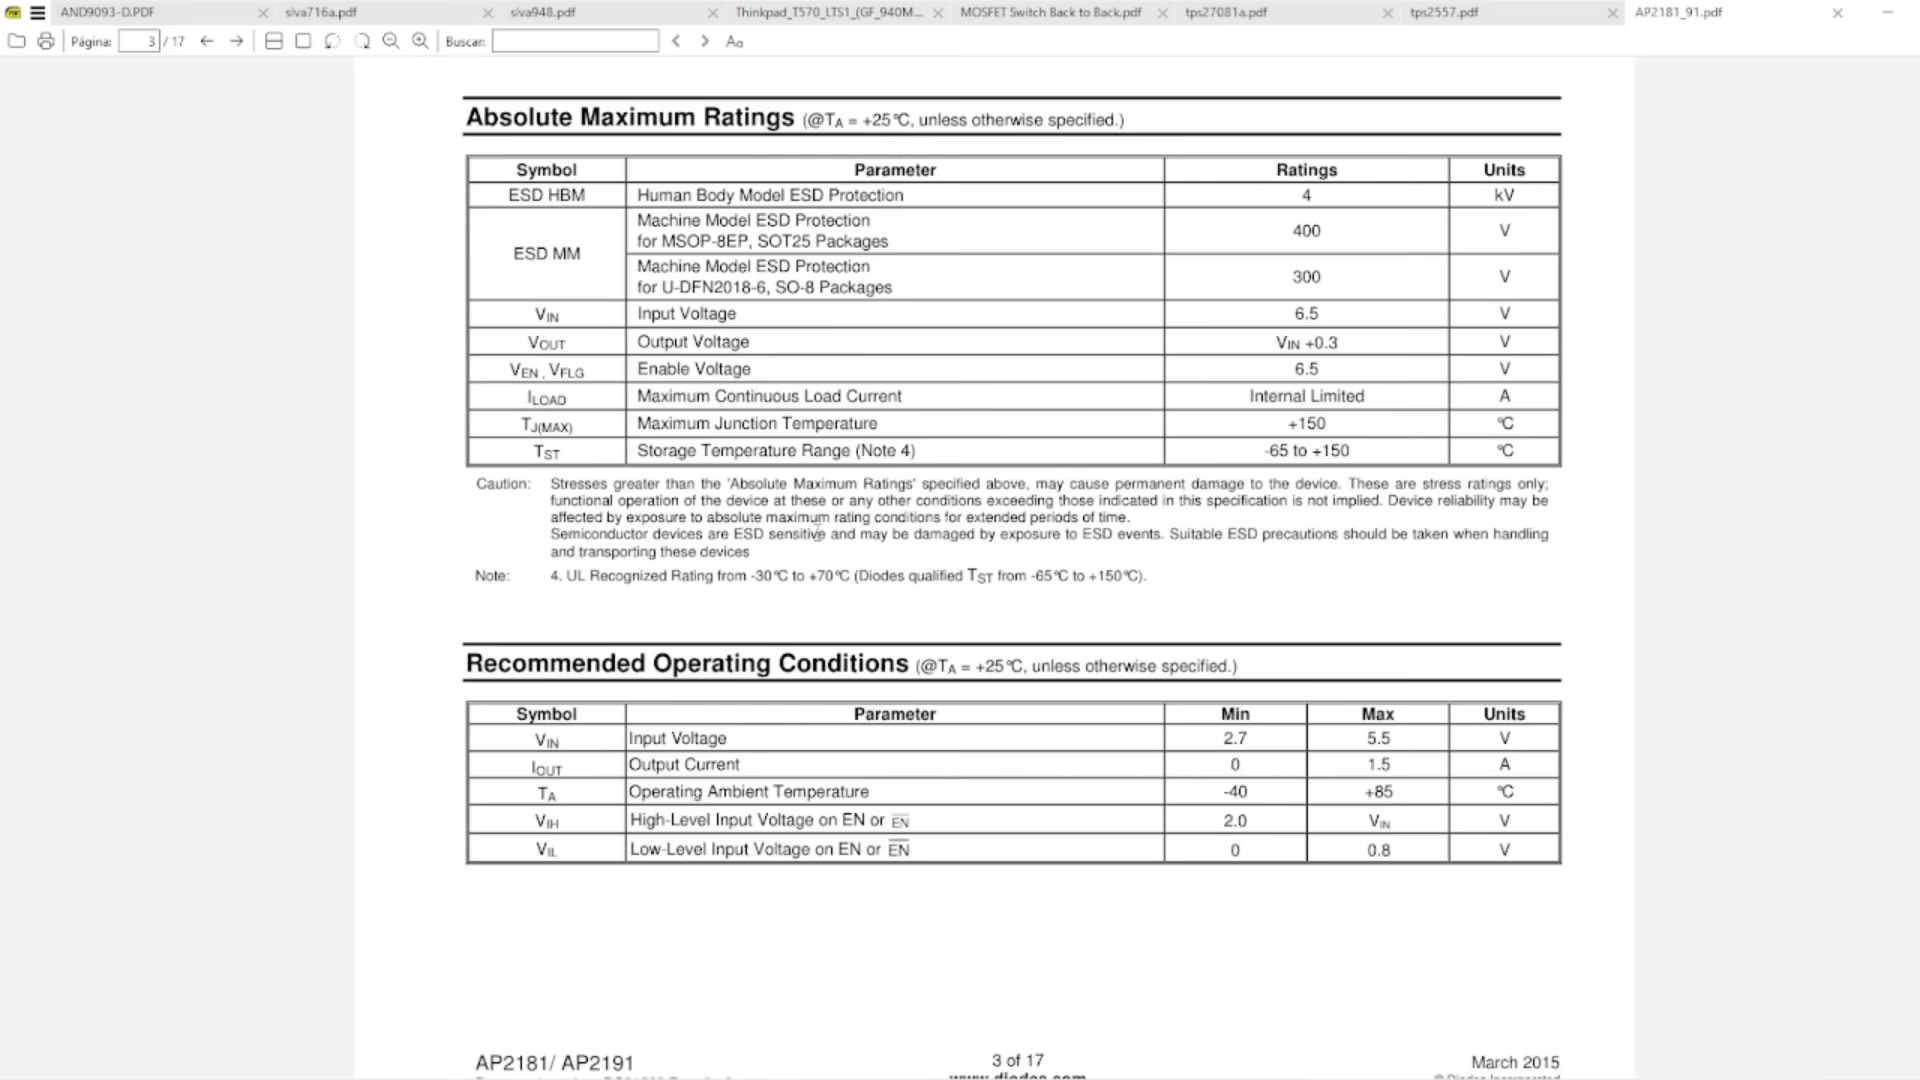 AND9093-D.PDF slva716a.pdf slva948.pdf Thinkpad_T570_LTS1_(GF_940M... MOSFET Switch Back to Back.pdf tps27081a.pdf tps2557.pdf AP2181_91.pdf
Página: 3 / 17 Buscar: Aa
Absolute Maximum Ratings (@TA = +25°C, unless otherwise specified.)
Symbol Parameter Ratings Units
ESD HBM Human Body Model ESD Protection 4 kV
ESD MM
Machine Model ESD Protection
for MSOP-8EP, SOT25 Packages
400 V
Machine Model ESD Protection
for U-DFN2018-6, SO-8 Packages
300 V
VIN Input Voltage 6.5 V
VOUT Output Voltage VIN +0.3 V
VEN , VFLG Enable Voltage 6.5 V
ILOAD Maximum Continuous Load Current Internal Limited A
TJ(MAX) Maximum Junction Temperature +150 °C
TST Storage Temperature Range (Note 4) -65 to +150 °C
Caution: Stresses greater than the 'Absolute Maximum Ratings' specified above, may cause permanent damage to the device. These are stress ratings only;
functional operation of the device at these or any other conditions exceeding those indicated in this specification is not implied. Device reliability may be
affected by exposure to absolute maximum rating conditions for extended periods of time.
Semiconductor devices are ESD sensitive and may be damaged by exposure to ESD events. Suitable ESD precautions should be taken when handling
and transporting these devices
Note: 4. UL Recognized Rating from -30°C to +70°C (Diodes qualified TST from -65°C to +150°C).
Recommended Operating Conditions (@TA = +25°C, unless otherwise specified.)
Symbol Parameter Min Max Units
VIN Input Voltage 2.7 5.5 V
IOUT Output Current 0 1.5 A
TA Operating Ambient Temperature -40 +85 °C
VIH High-Level Input Voltage on EN or EN 2.0 VIN V
VIL Low-Level Input Voltage on EN or EN 0 0.8 V
AP2181/ AP2191 3 of 17 March 2015
www.diodes.com © Diodes Incorporated